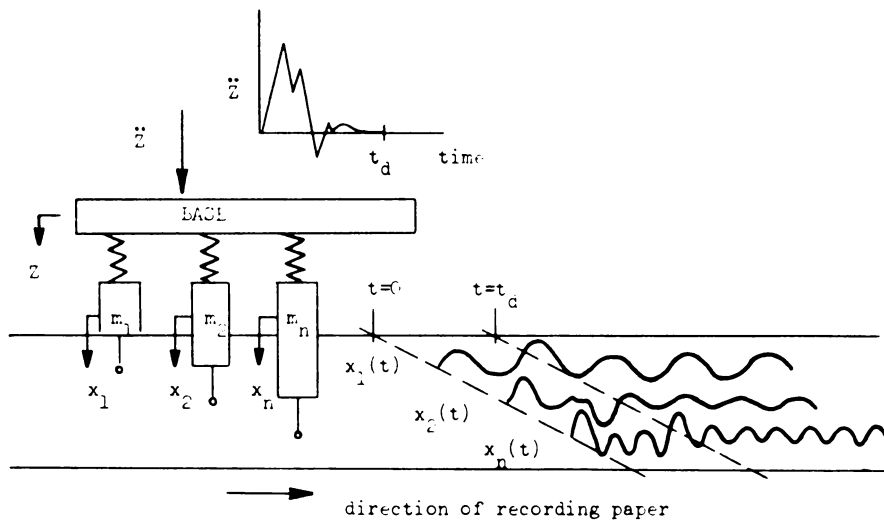 z̈
t_d time
z̈
BASE
z
m_1 m_2 m_n
x_1 x_2 x_n
t=0 t=t_d
x_1(t)
x_2(t)
x_n(t)
direction of recording paper